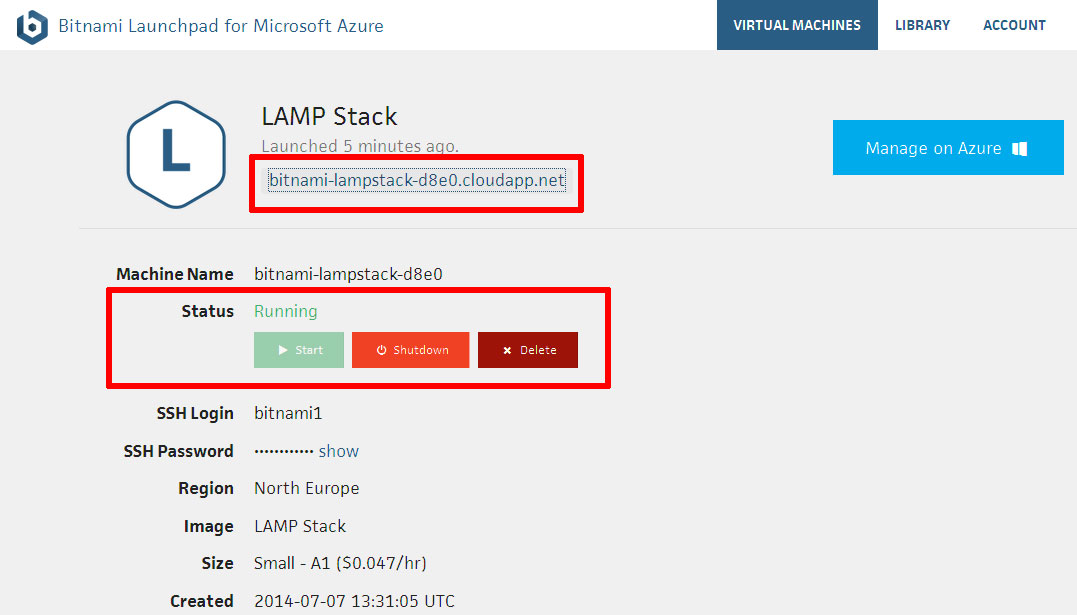 Bitnami Launchpad for Microsoft Azure VIRTUAL MACHINES LIBRARY ACCOUNT
L
LAMP Stack
Launched 5 minutes ago.
bitnami-lampstack-d8e0.cloudapp.net
Manage on Azure
Machine Name bitnami-lampstack-d8e0
Status Running
Start Shutdown Delete
SSH Login bitnami1
SSH Password •••••••••••• show
Region North Europe
Image LAMP Stack
Size Small - A1 ($0.047/hr)
Created 2014-07-07 13:31:05 UTC